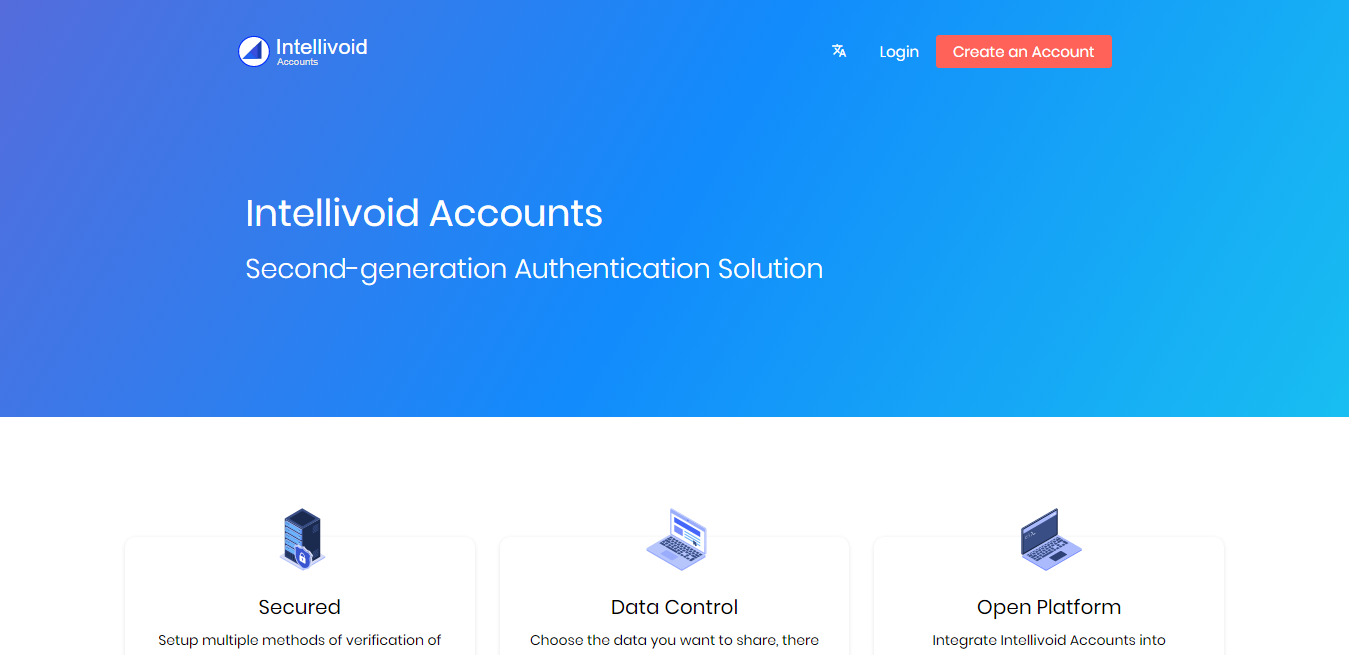 Intellivoid
Accounts
Login
Create an Account
Intellivoid Accounts
Second-generation Authentication Solution
Secured
Setup multiple methods of verification of
Data Control
Choose the data you want to share, there
Open Platform
Integrate Intellivoid Accounts into